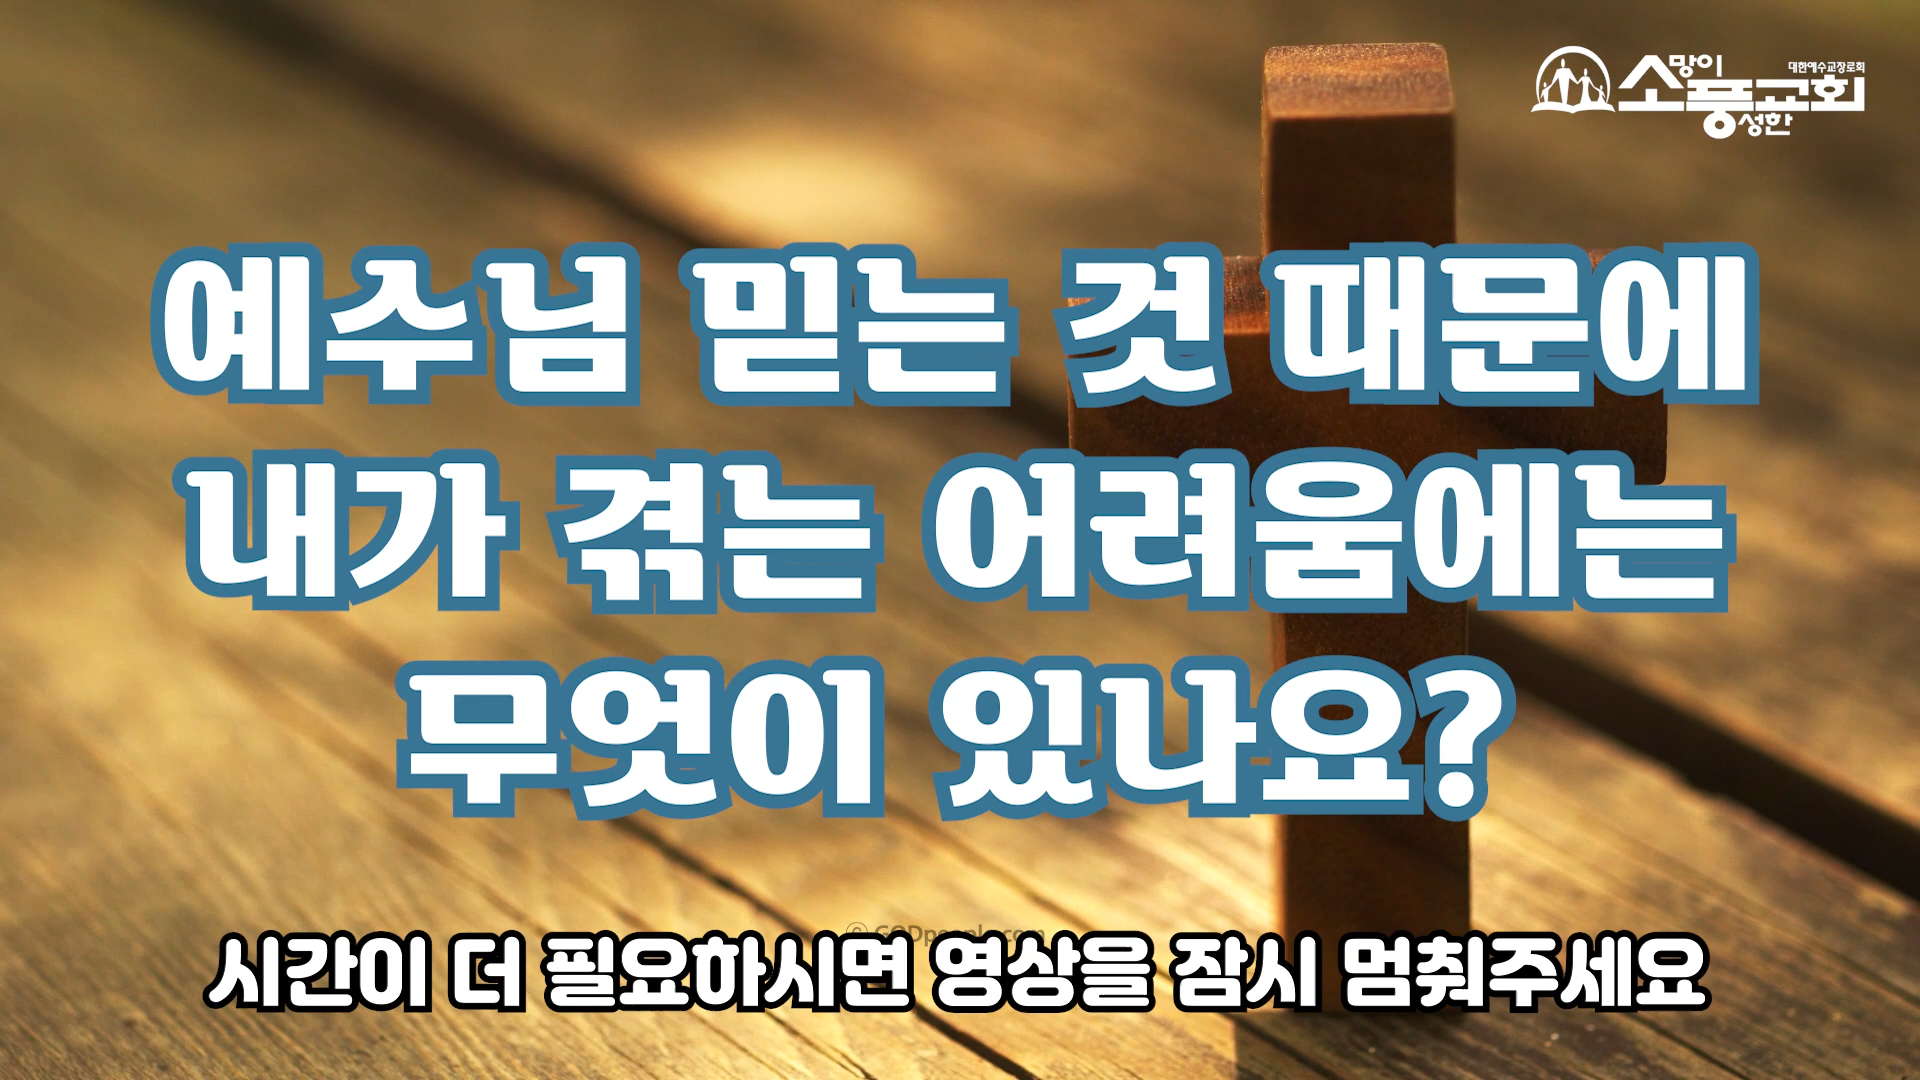 소망이 풍성한교회
대한예수교장로회
예수님 믿는 것 때문에
내가 겪는 어려움에는
무엇이 있나요?
© GODpeople.com
시간이 더 필요하시면 영상을 잠시 멈춰주세요